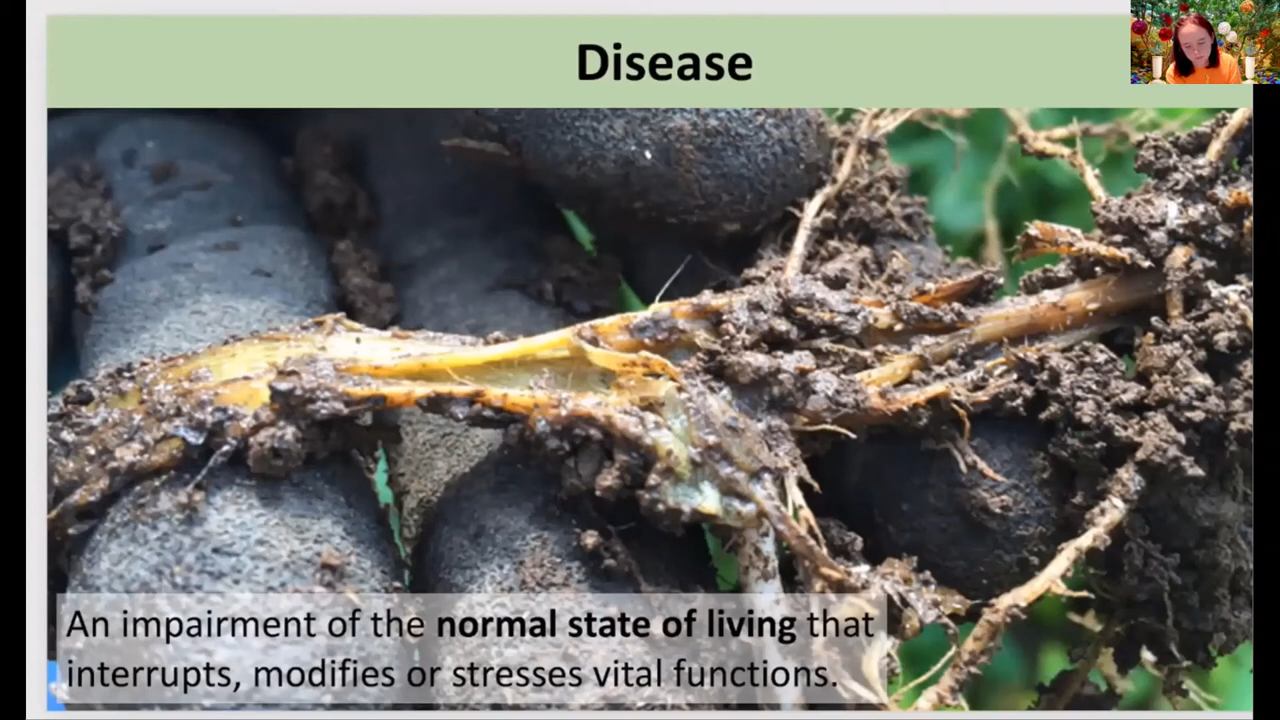 Disease
An impairment of the normal state of living that
interrupts, modifies or stresses vital functions.